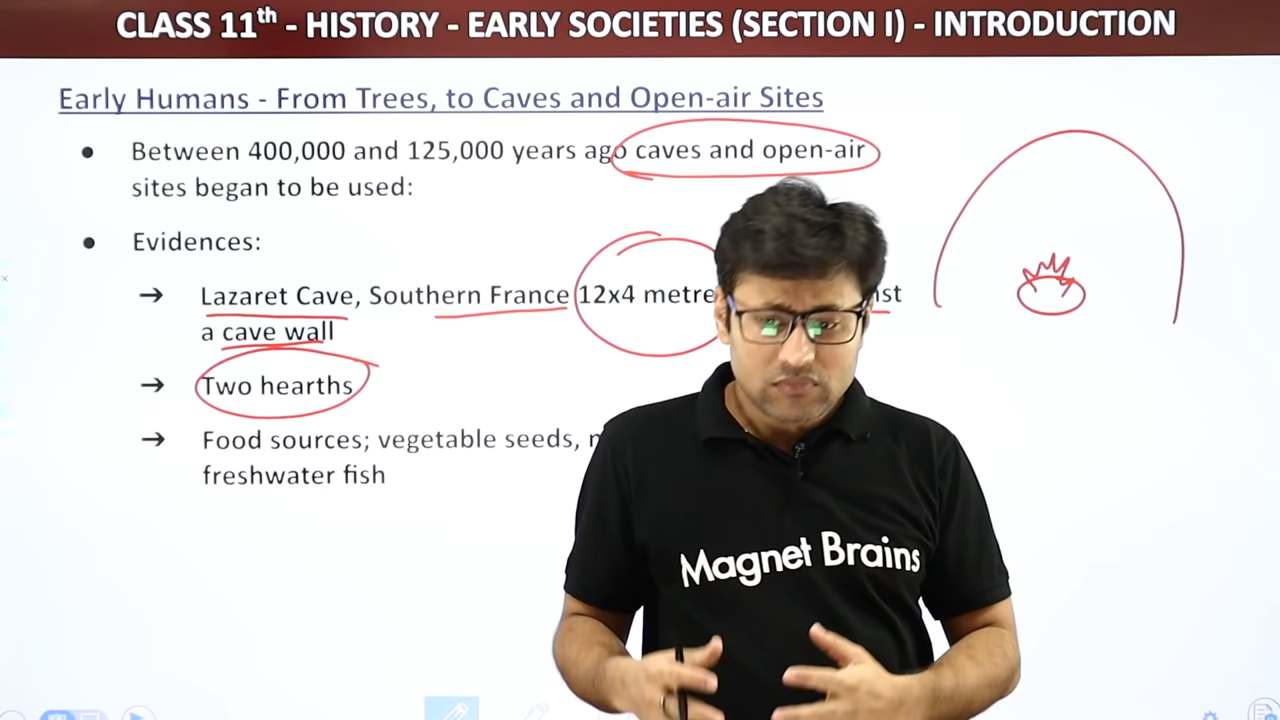 CLASS 11th - HISTORY - EARLY SOCIETIES (SECTION I) - INTRODUCTION
Early Humans - From Trees, to Caves and Open-air Sites
● Between 400,000 and 125,000 years ago caves and open-air
sites began to be used:
● Evidences:
➔ Lazaret Cave, Southern France 12x4 metre
a cave wall
➔ Two hearths
➔ Food sources; vegetable seeds,
freshwater fish
Magnet Brains